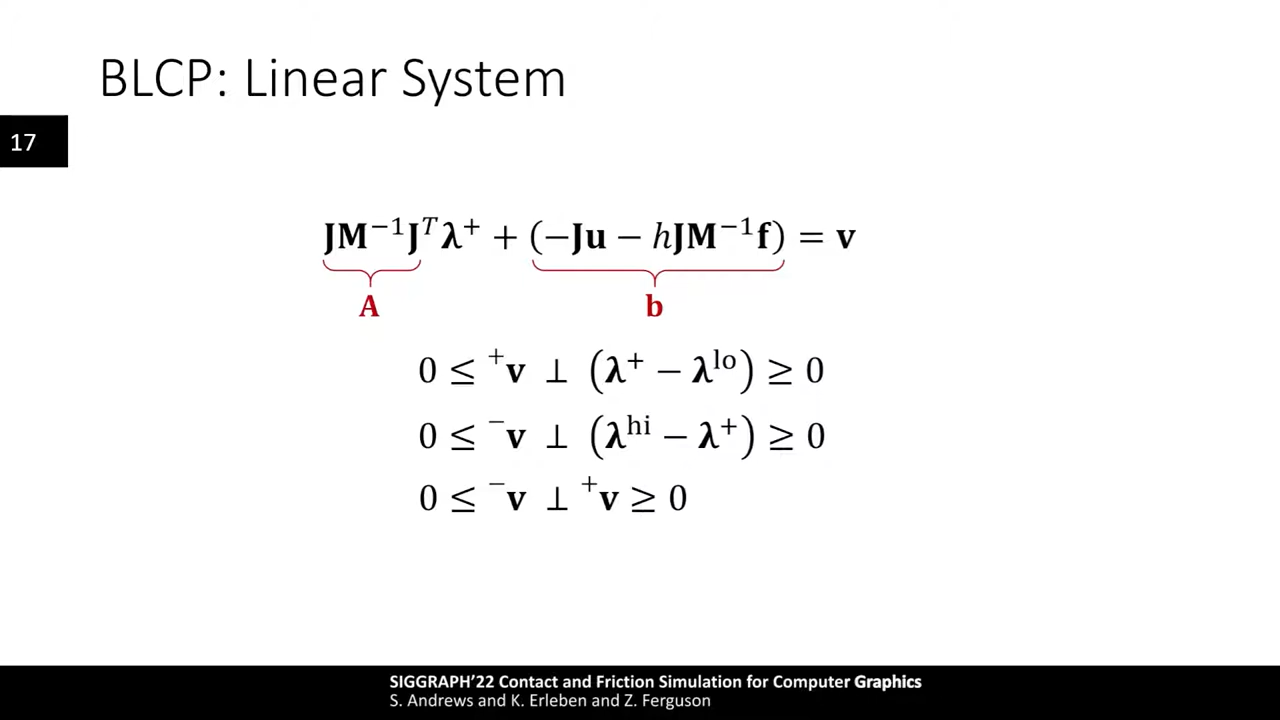 BLCP: Linear System
17
𝐉𝐌⁻¹𝐉ᵀ𝛌⁺ + (−𝐉𝐮 − ℎ𝐉𝐌⁻¹𝐟) = 𝐯
𝐀 𝐛
0 ≤ ⁺𝐯 ⊥ (𝛌⁺ − 𝛌ˡᵒ) ≥ 0
0 ≤ ⁻𝐯 ⊥ (𝛌ʰⁱ − 𝛌⁺) ≥ 0
0 ≤ ⁻𝐯 ⊥ ⁺𝐯 ≥ 0
SIGGRAPH’22 Contact and Friction Simulation for Computer Graphics
S. Andrews and K. Erleben and Z. Ferguson